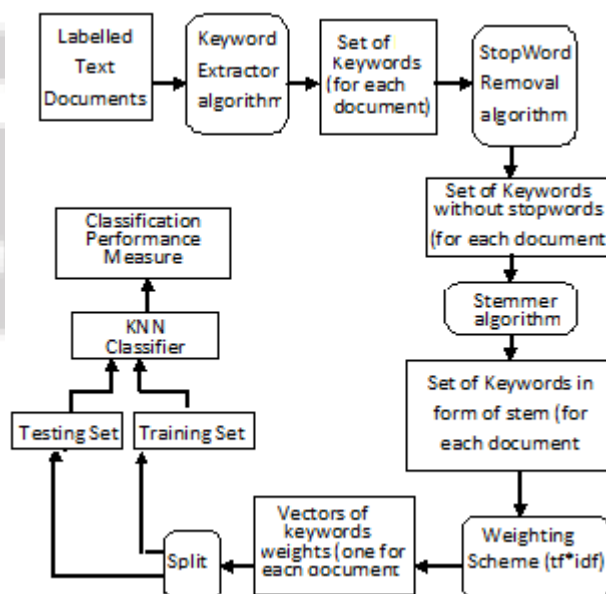 Labelled
Text
Documents
Keyword
Extractor
algorithm
Set of
Keywords
(for each
document)
StopWord
Removal
algorithm
Set of Keywords
without stopwords
(for each document
Stemmer
algorithm
Set of Keywords in
form of stem (for
each document
Weighting
Scheme (tf*idf)
Vectors of
keywords
weights (one for
each document
Split
Testing Set
Training Set
KNN
Classifier
Classification
Performance
Measure